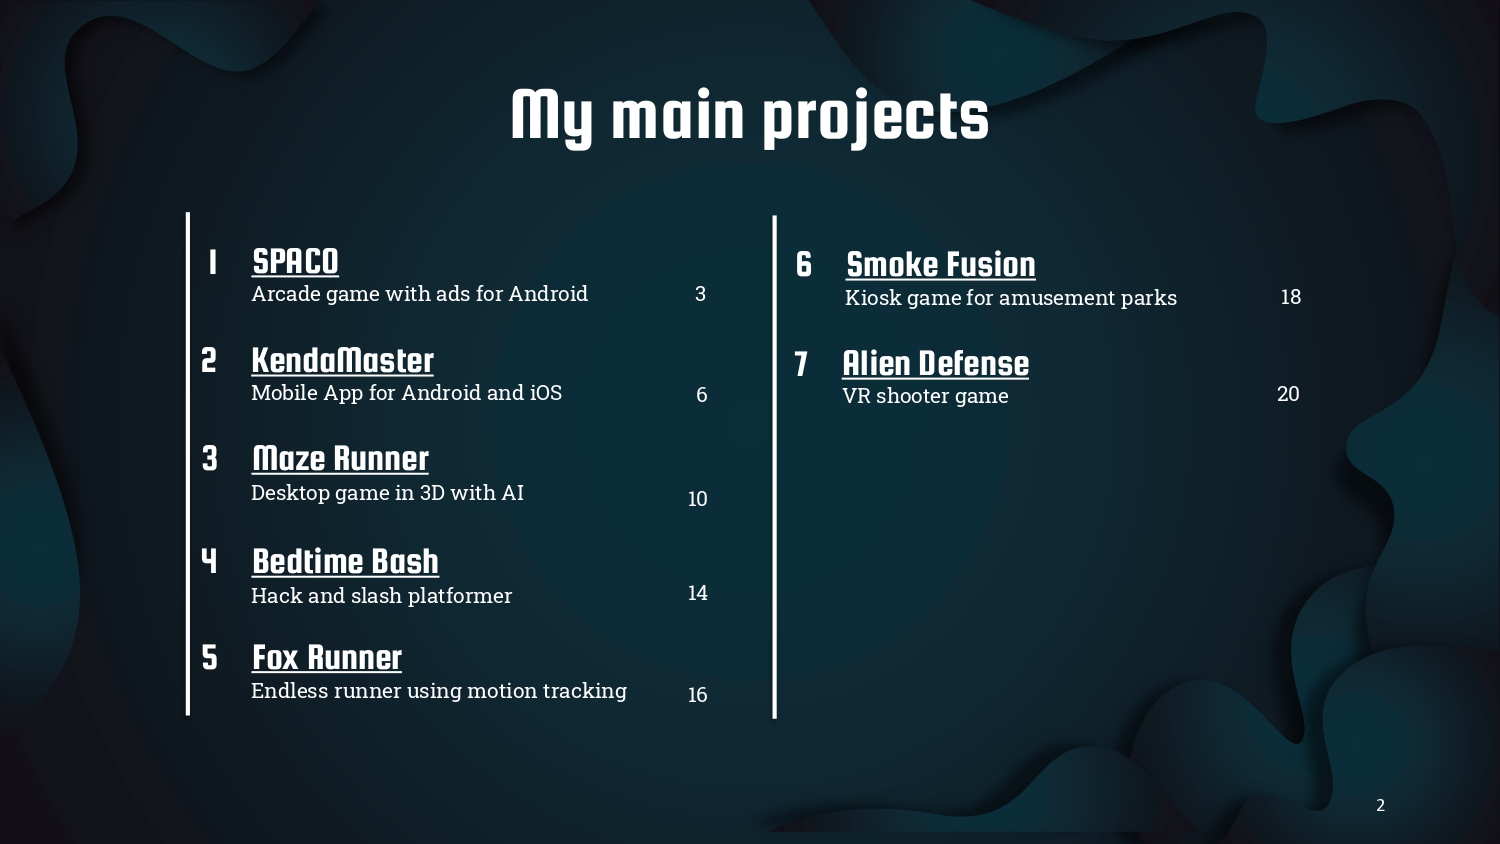 My main projects
1 SPACO
Arcade game with ads for Android 3
2 KendaMaster
Mobile App for Android and iOS 6
3 Maze Runner
Desktop game in 3D with AI 10
4 Bedtime Bash
Hack and slash platformer 14
5 Fox Runner
Endless runner using motion tracking 16
6 Smoke Fusion
Kiosk game for amusement parks 18
7 Alien Defense
VR shooter game 20
2